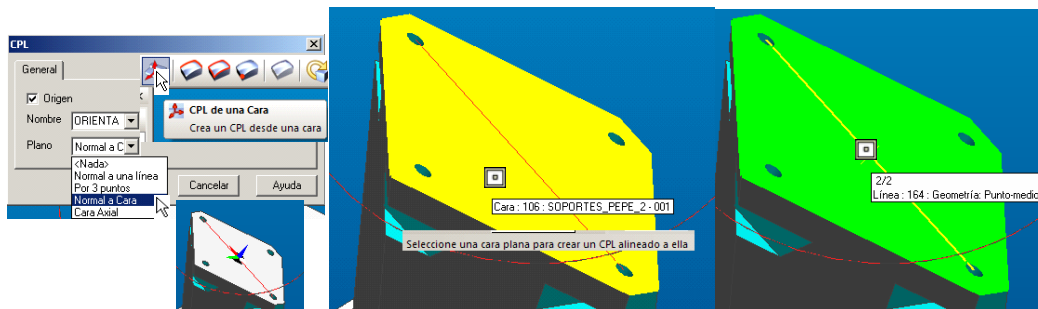 CPL
General
Origen
Nombre
ORIENTA
Plano
Normal a C
<Nada>
Normal a una línea
Por 3 puntos
Normal a Cara
Cara Axial
Cancelar
Ayuda
CPL de una Cara
Crea un CPL desde una cara
Cara : 106 : SOPORTES_PEPE_2 - 001
Seleccione una cara plana para crear un CPL alineado a ella
2/2
Línea : 164 : Geometría: Punto-medio